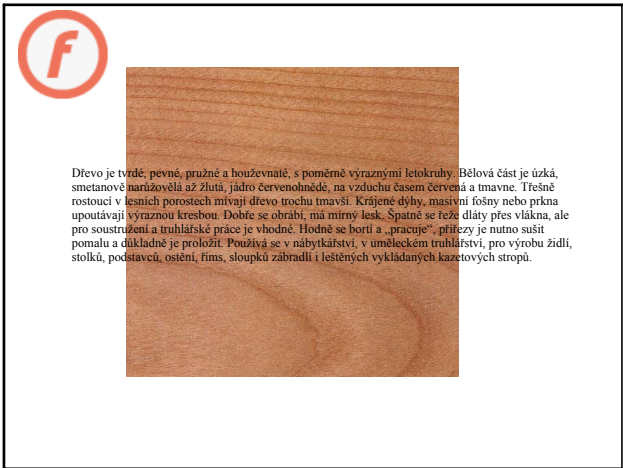 f
Dřevo je tvrdé, pevné, pružné a houževnaté, s poměrně výraznými letokruhy. Bělová část je úzká,
smetanově narůžovělá až žlutá, jádro červenohnědé, na vzduchu časem červená a tmavne. Třešně
rostoucí v lesních porostech mívají dřevo trochu tmavší. Krájené dýhy, masivní fošny nebo prkna
upoutávají výraznou kresbou. Dobře se obrábí, má mírný lesk. Špatně se řeže dláty přes vlákna, ale
pro soustružení a truhlářské práce je vhodné. Hodně se bortí a „pracuje“, přířezy je nutno sušit
pomalu a důkladně je proložit. Používá se v nábytkářství, v uměleckém truhlářství, pro výrobu židlí,
stolků, podstavců, ostění, říms, sloupků zábradlí i leštěných vykládaných kazetových stropů.